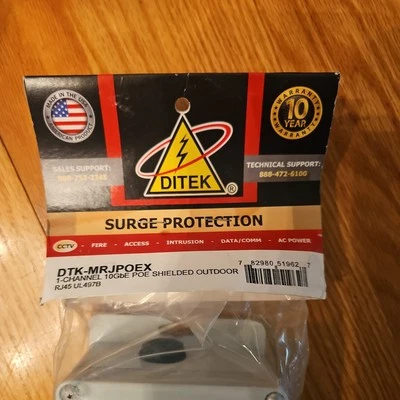 MADE IN THE USA
AMERICAN PRODUCT
WARRANTY
10
YEAR
WARRANTY
DITEK
®
SALES SUPPORT:
TECHNICAL SUPPORT:
888-472-6100
SURGE PROTECTION
CCTV - FIRE - ACCESS - INTRUSION - DATA/COMM - AC POWER
DTK-MRJPOEX
1-CHANNEL 10GbE POE SHIELDED OUTDOOR
RJ45 UL497B
7 82980 51962 7